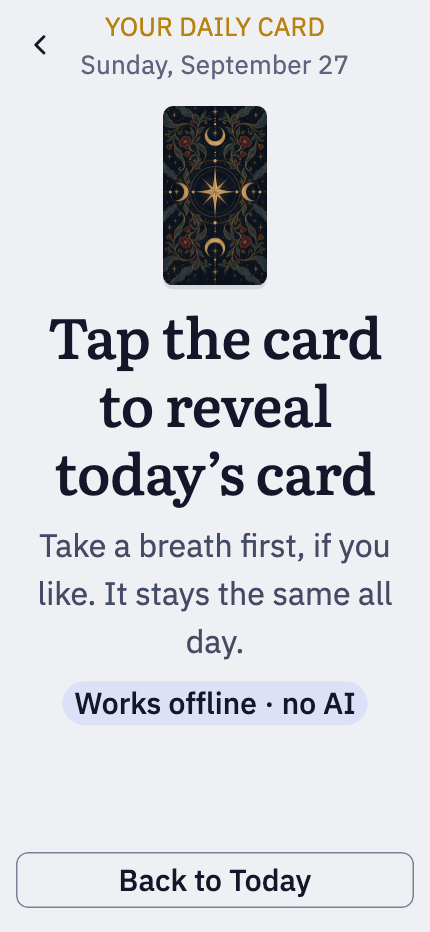 YOUR DAILY CARD
Sunday, September 27
Tap the card
to reveal
today’s card
Take a breath first, if you
like. It stays the same all
day.
Works offline · no AI
Back to Today